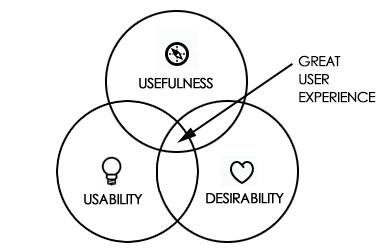 USEFULNESS
GREAT
USER
EXPERIENCE
USABILITY
DESIRABILITY